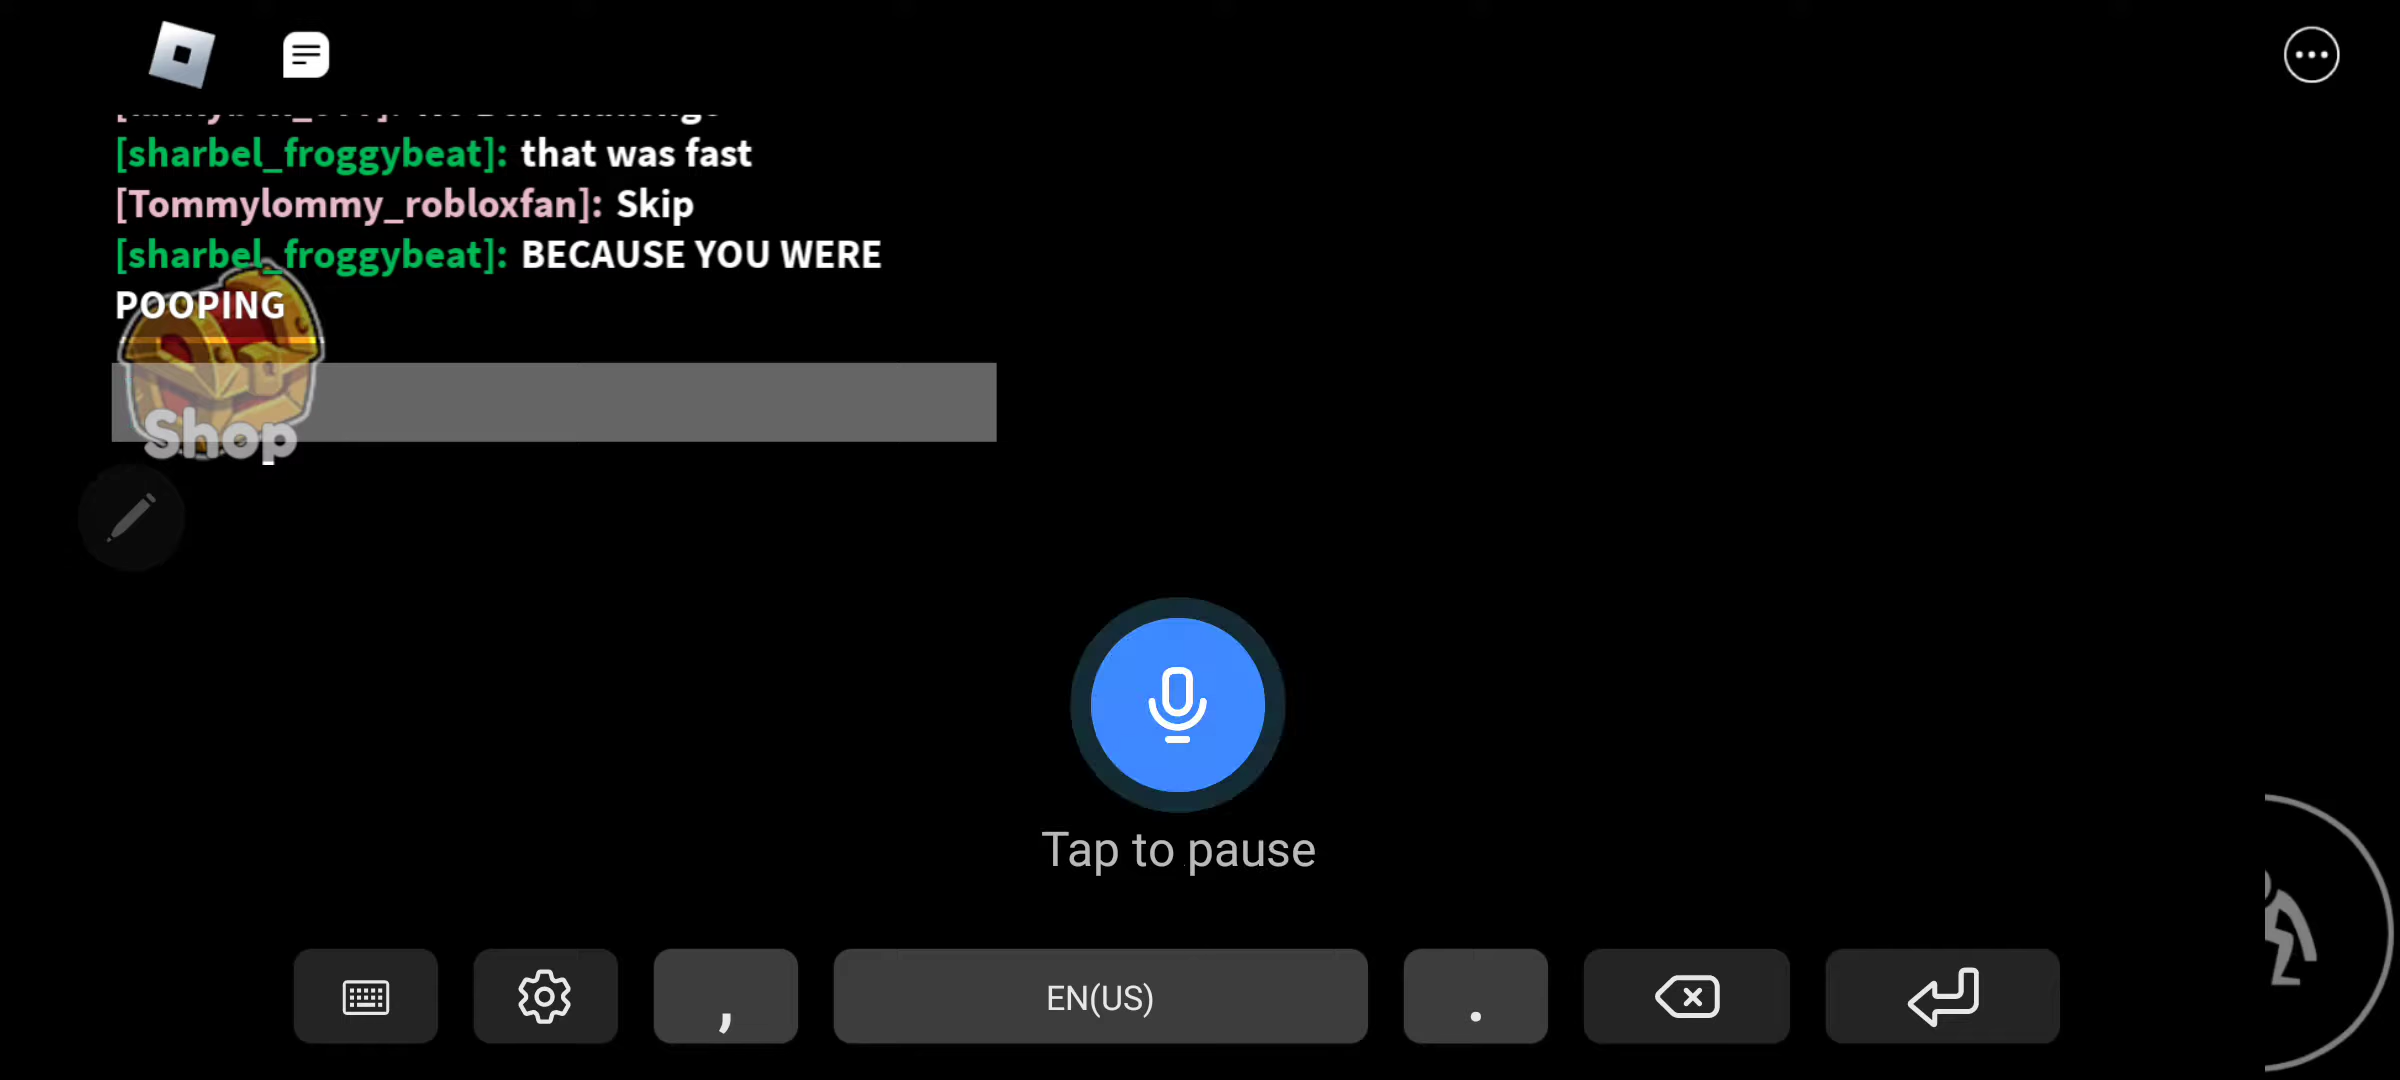 [sharbel_froggybeat]: that was fast
[Tommylommy_robloxfan]: Skip
[sharbel_froggybeat]: BECAUSE YOU WERE
POOPING
Shop
Tap to pause
, EN(US) .